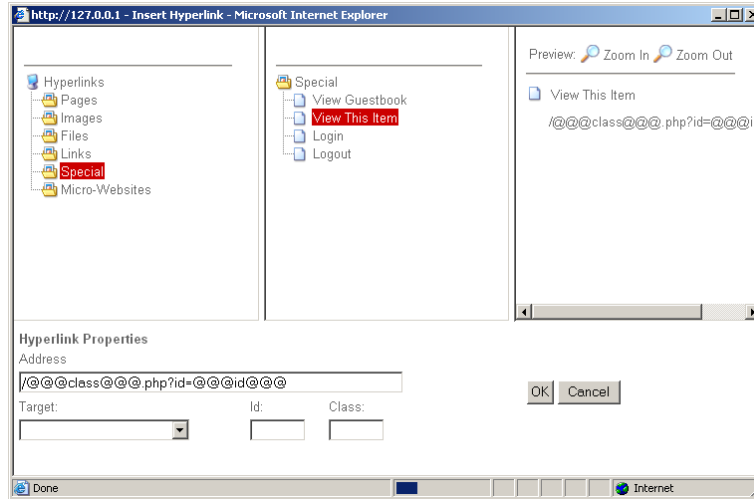 http://127.0.0.1 - Insert Hyperlink - Microsoft Internet Explorer
Hyperlinks
Pages
Images
Files
Links
Special
Micro-Websites
Special
View Guestbook
View This Item
Login
Logout
Preview: Zoom In Zoom Out
View This Item
/@@@class@@@.php?id=@@@i
Hyperlink Properties
Address
/@@@class@@@.php?id=@@@id@@@
Target: Id: Class:
OK Cancel
Done Internet